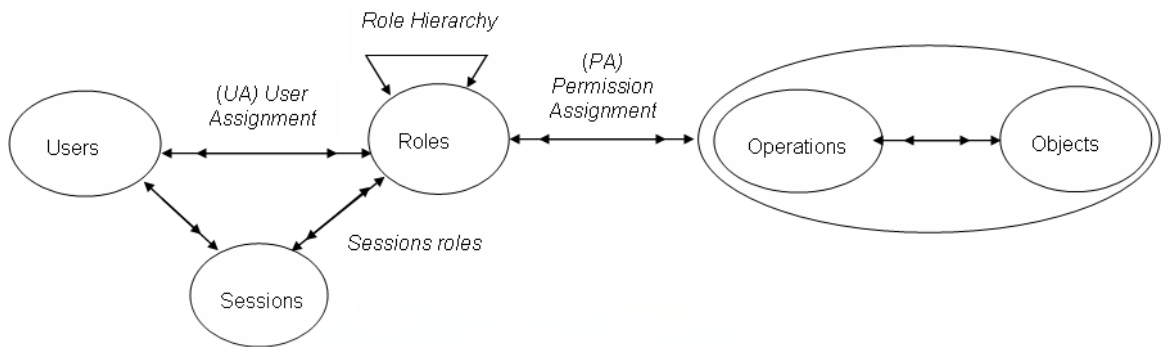 Role Hierarchy
(UA) User
Assignment
(PA)
Permission
Assignment
Users
Roles
Operations
Objects
Sessions roles
Sessions